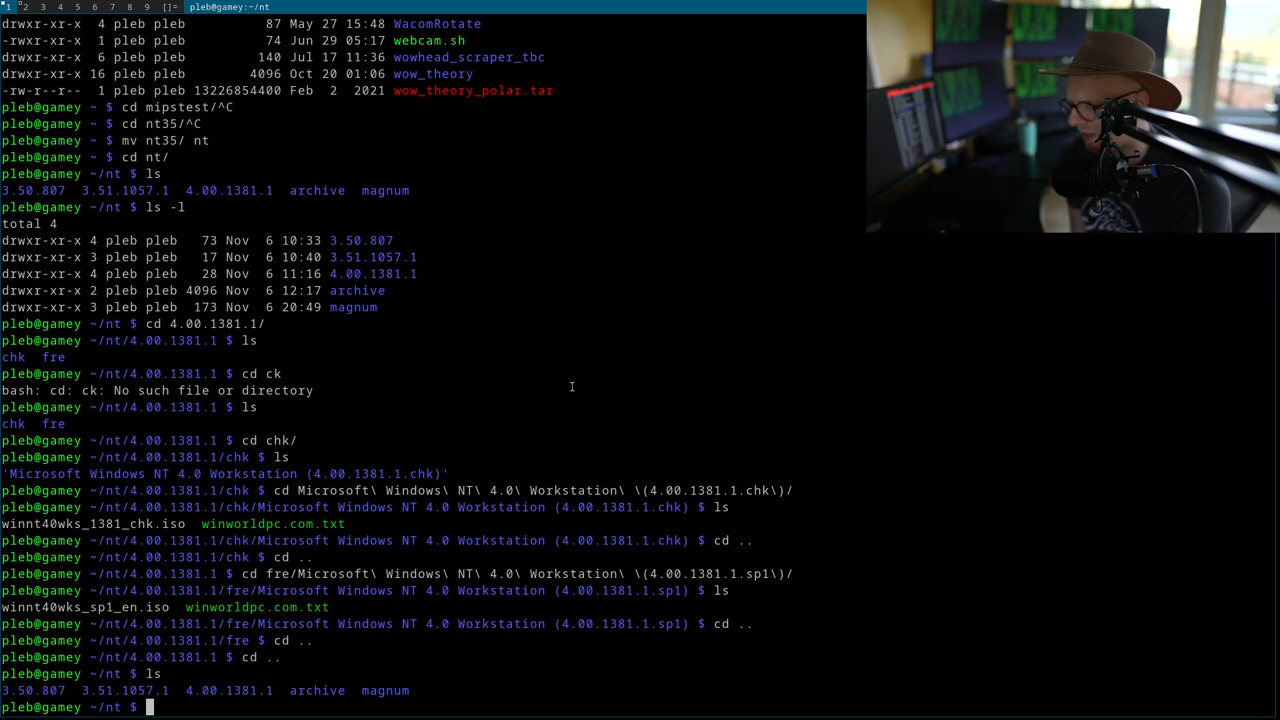 1 2 3 4 5 6 7 8 9 []= pleb@gamey:~/nt
drwxr-xr-x 4 pleb pleb 87 May 27 15:48 WacomRotate
-rwxr-xr-x 1 pleb pleb 74 Jun 29 05:17 webcam.sh
drwxr-xr-x 6 pleb pleb 140 Jul 17 11:36 wowhead_scraper_tbc
drwxr-xr-x 16 pleb pleb 4096 Oct 20 01:06 wow_theory
-rw-r--r-- 1 pleb pleb 13226854400 Feb 2 2021 wow_theory_polar.tar
pleb@gamey ~ $ cd mipstest/^C
pleb@gamey ~ $ cd nt35/^C
pleb@gamey ~ $ mv nt35/ nt
pleb@gamey ~ $ cd nt/
pleb@gamey ~/nt $ ls
3.50.807 3.51.1057.1 4.00.1381.1 archive magnum
pleb@gamey ~/nt $ ls -l
total 4
drwxr-xr-x 4 pleb pleb 73 Nov 6 10:33 3.50.807
drwxr-xr-x 3 pleb pleb 17 Nov 6 10:40 3.51.1057.1
drwxr-xr-x 4 pleb pleb 28 Nov 6 11:16 4.00.1381.1
drwxr-xr-x 2 pleb pleb 4096 Nov 6 12:17 archive
drwxr-xr-x 3 pleb pleb 173 Nov 6 20:49 magnum
pleb@gamey ~/nt $ cd 4.00.1381.1/
pleb@gamey ~/nt/4.00.1381.1 $ ls
chk fre
pleb@gamey ~/nt/4.00.1381.1 $ cd ck
bash: cd: ck: No such file or directory
pleb@gamey ~/nt/4.00.1381.1 $ ls
chk fre
pleb@gamey ~/nt/4.00.1381.1 $ cd chk/
pleb@gamey ~/nt/4.00.1381.1/chk $ ls
'Microsoft Windows NT 4.0 Workstation (4.00.1381.1.chk)'
pleb@gamey ~/nt/4.00.1381.1/chk $ cd Microsoft\ Windows\ NT\ 4.0\ Workstation\ \(4.00.1381.1.chk\)/
pleb@gamey ~/nt/4.00.1381.1/chk/Microsoft Windows NT 4.0 Workstation (4.00.1381.1.chk) $ ls
winnt40wks_1381_chk.iso winworldpc.com.txt
pleb@gamey ~/nt/4.00.1381.1/chk/Microsoft Windows NT 4.0 Workstation (4.00.1381.1.chk) $ cd ..
pleb@gamey ~/nt/4.00.1381.1/chk $ cd ..
pleb@gamey ~/nt/4.00.1381.1 $ cd fre/Microsoft\ Windows\ NT\ 4.0\ Workstation\ \(4.00.1381.1.sp1\)/
pleb@gamey ~/nt/4.00.1381.1/fre/Microsoft Windows NT 4.0 Workstation (4.00.1381.1.sp1) $ ls
winnt40wks_sp1_en.iso winworldpc.com.txt
pleb@gamey ~/nt/4.00.1381.1/fre/Microsoft Windows NT 4.0 Workstation (4.00.1381.1.sp1) $ cd ..
pleb@gamey ~/nt/4.00.1381.1/fre $ cd ..
pleb@gamey ~/nt/4.00.1381.1 $ cd ..
pleb@gamey ~/nt $ ls
3.50.807 3.51.1057.1 4.00.1381.1 archive magnum
pleb@gamey ~/nt $